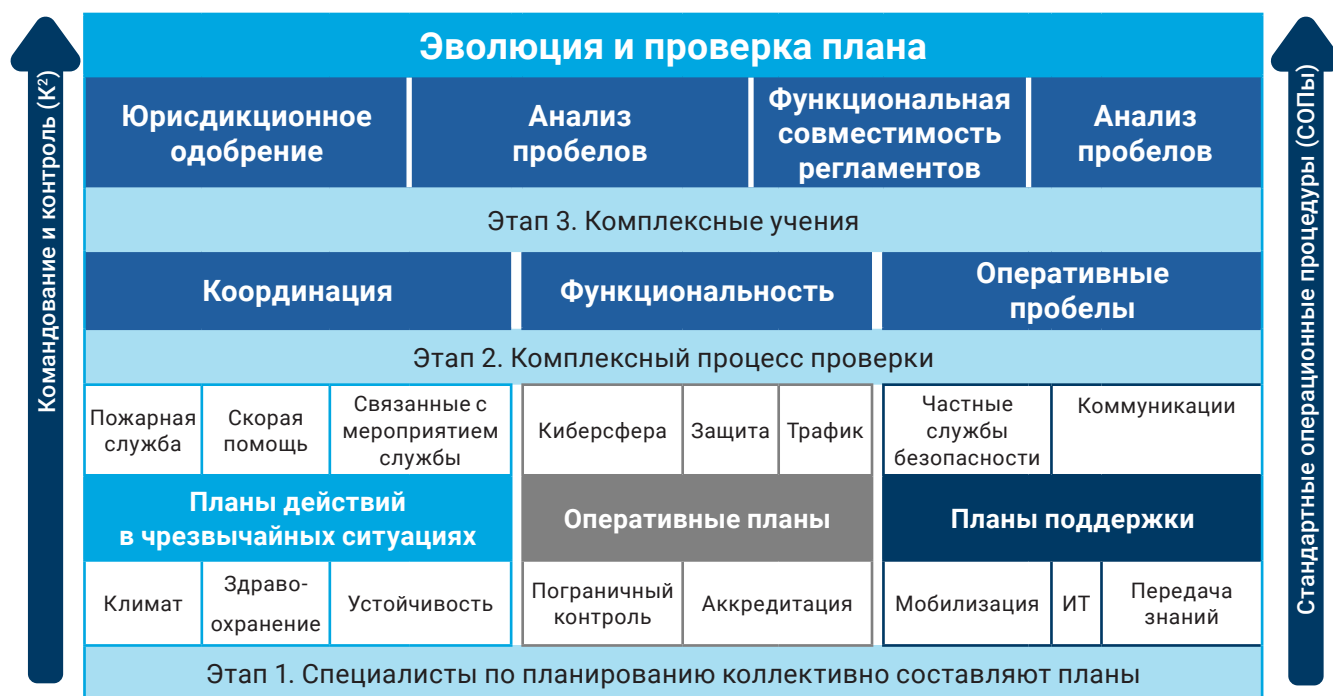 Командование и контроль (К²)
Эволюция и проверка плана
Юрисдикционное
одобрение
Анализ
пробелов
Функциональная
совместимость
регламентов
Анализ
пробелов
Этап 3. Комплексные учения
Координация
Функциональность
Оперативные
пробелы
Этап 2. Комплексный процесс проверки
Пожарная
служба
Скорая
помощь
Связанные с
мероприятием
службы
Киберсфера
Защита
Трафик
Частные
службы
безопасности
Коммуникации
Планы действий
в чрезвычайных ситуациях
Оперативные планы
Планы поддержки
Климат
Здраво-
охранение
Устойчивость
Пограничный
контроль
Аккредитация
Мобилизация
ИТ
Передача
знаний
Этап 1. Специалисты по планированию коллективно составляют планы
Стандартные операционные процедуры (СОПы)